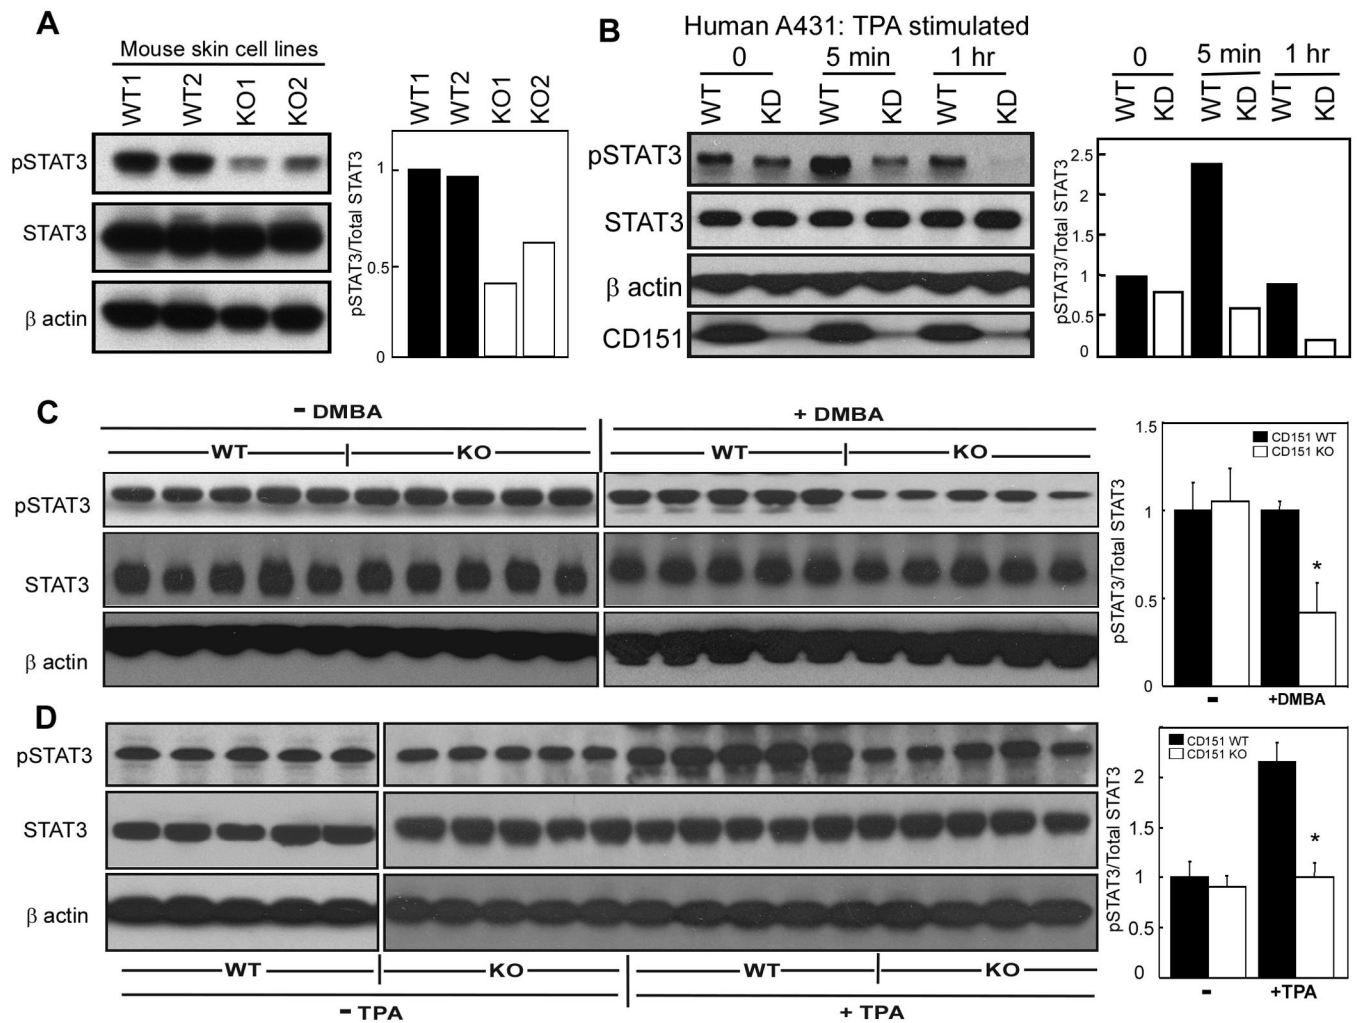 A
Mouse skin cell lines
WT1 WT2 KO1 KO2
pSTAT3
STAT3
β actin
WT1 WT2 KO1 KO2
pSTAT3/Total STAT3
1
0.5
0
B
Human A431: TPA stimulated
0 5 min 1 hr
WT KD WT KD WT KD
pSTAT3
STAT3
β actin
CD151
0 5 min 1 hr
WT KD WT KD WT KD
pSTAT3/Total STAT3
2.5
2
1.5
1
0.5
0
C
- DMBA + DMBA
WT KO WT KO
pSTAT3
STAT3
β actin
pSTAT3/Total STAT3
1.5
1
0.5
0
CD151 WT
CD151 KO
*
- +DMBA
D
pSTAT3
STAT3
β actin
WT KO WT KO
- TPA + TPA
pSTAT3/Total STAT3
2
1.5
1
0.5
0
CD151 WT
CD151 KO
*
- +TPA